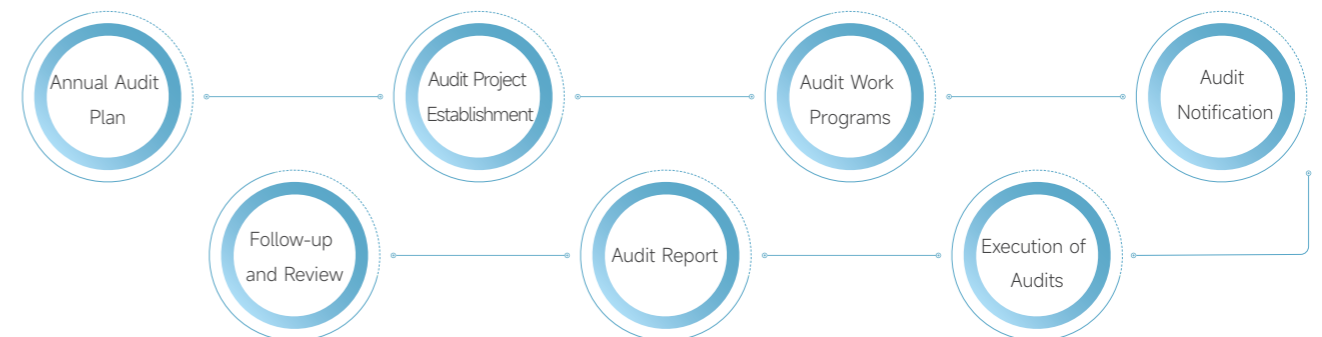 Annual Audit
Plan
Audit Project
Establishment
Audit Work
Programs
Audit
Notification
Execution of
Audits
Audit Report
Follow-up
and Review